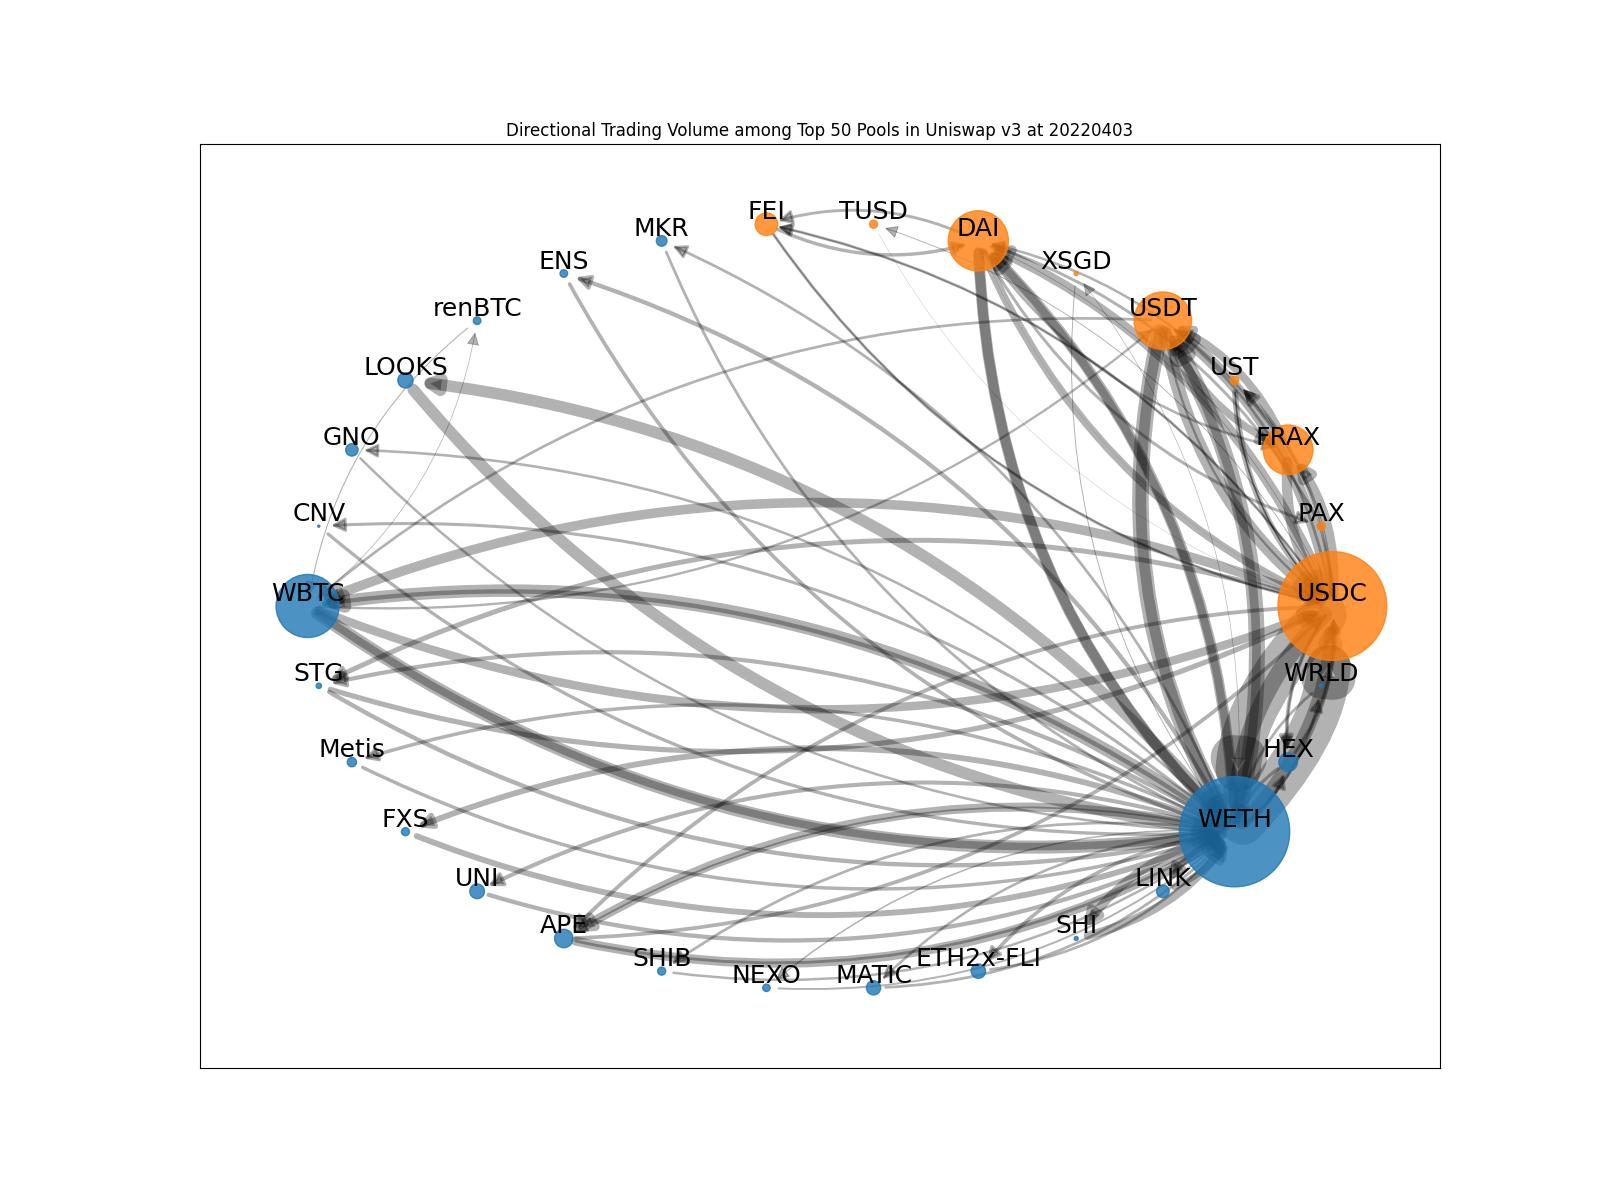 Directional Trading Volume among Top 50 Pools in Uniswap v3 at 20220403
FEI
TUSD
MKR
DAI
ENS
XSGD
renBTC
USDT
LOOKS
UST
GNO
FRAX
CNV
PAX
WBTC
USDC
STG
WRLD
Metis
HEX
FXS
WETH
UNI
LINK
APE
SHI
SHIB
ETH2x-FLI
NEXO
MATIC